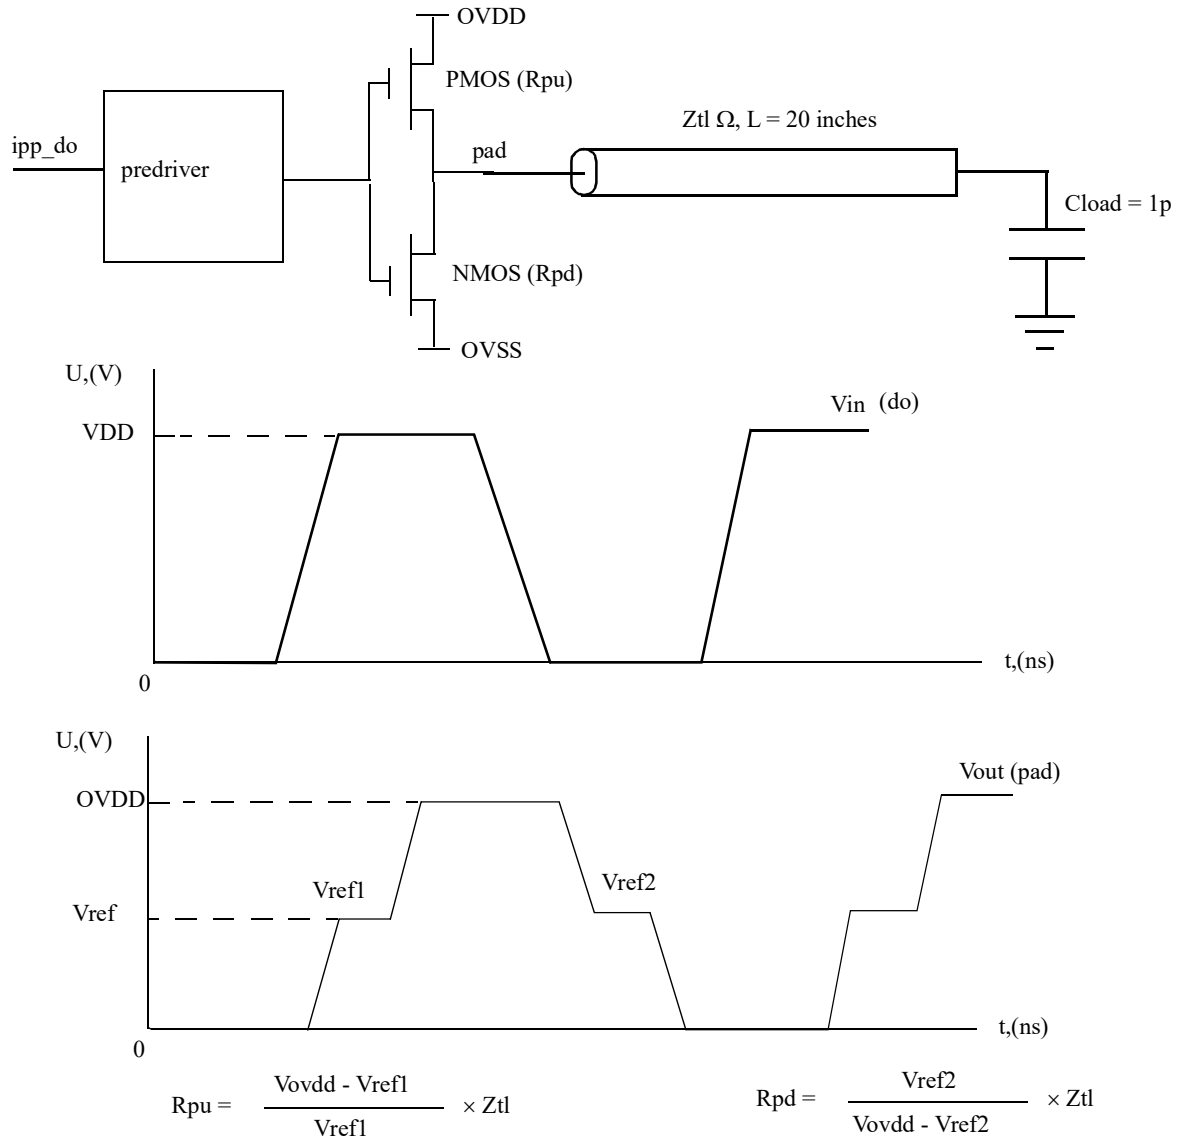 OVDD
PMOS (Rpu)
Ztl Ω, L = 20 inches
ipp_do
predriver
pad
Cload = 1p
NMOS (Rpd)
OVSS
U,(V)
Vin (do)
VDD
t,(ns)
0
U,(V)
Vout (pad)
OVDD
Vref1
Vref2
Vref
t,(ns)
0
Rpu = Vovdd - Vref1 / Vref1 × Ztl
Rpd = Vref2 / Vovdd - Vref2 × Ztl